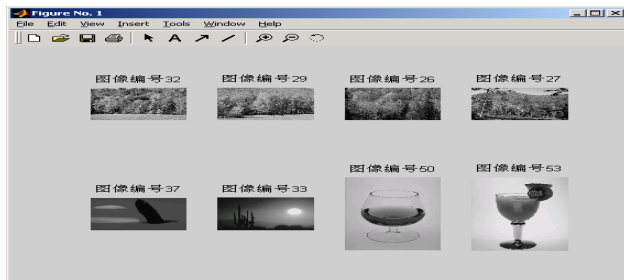 Figure No. 1
File Edit View Insert Tools Window Help
图像编号32 图像编号29 图像编号26 图像编号27
图像编号37 图像编号33 图像编号50 图像编号53